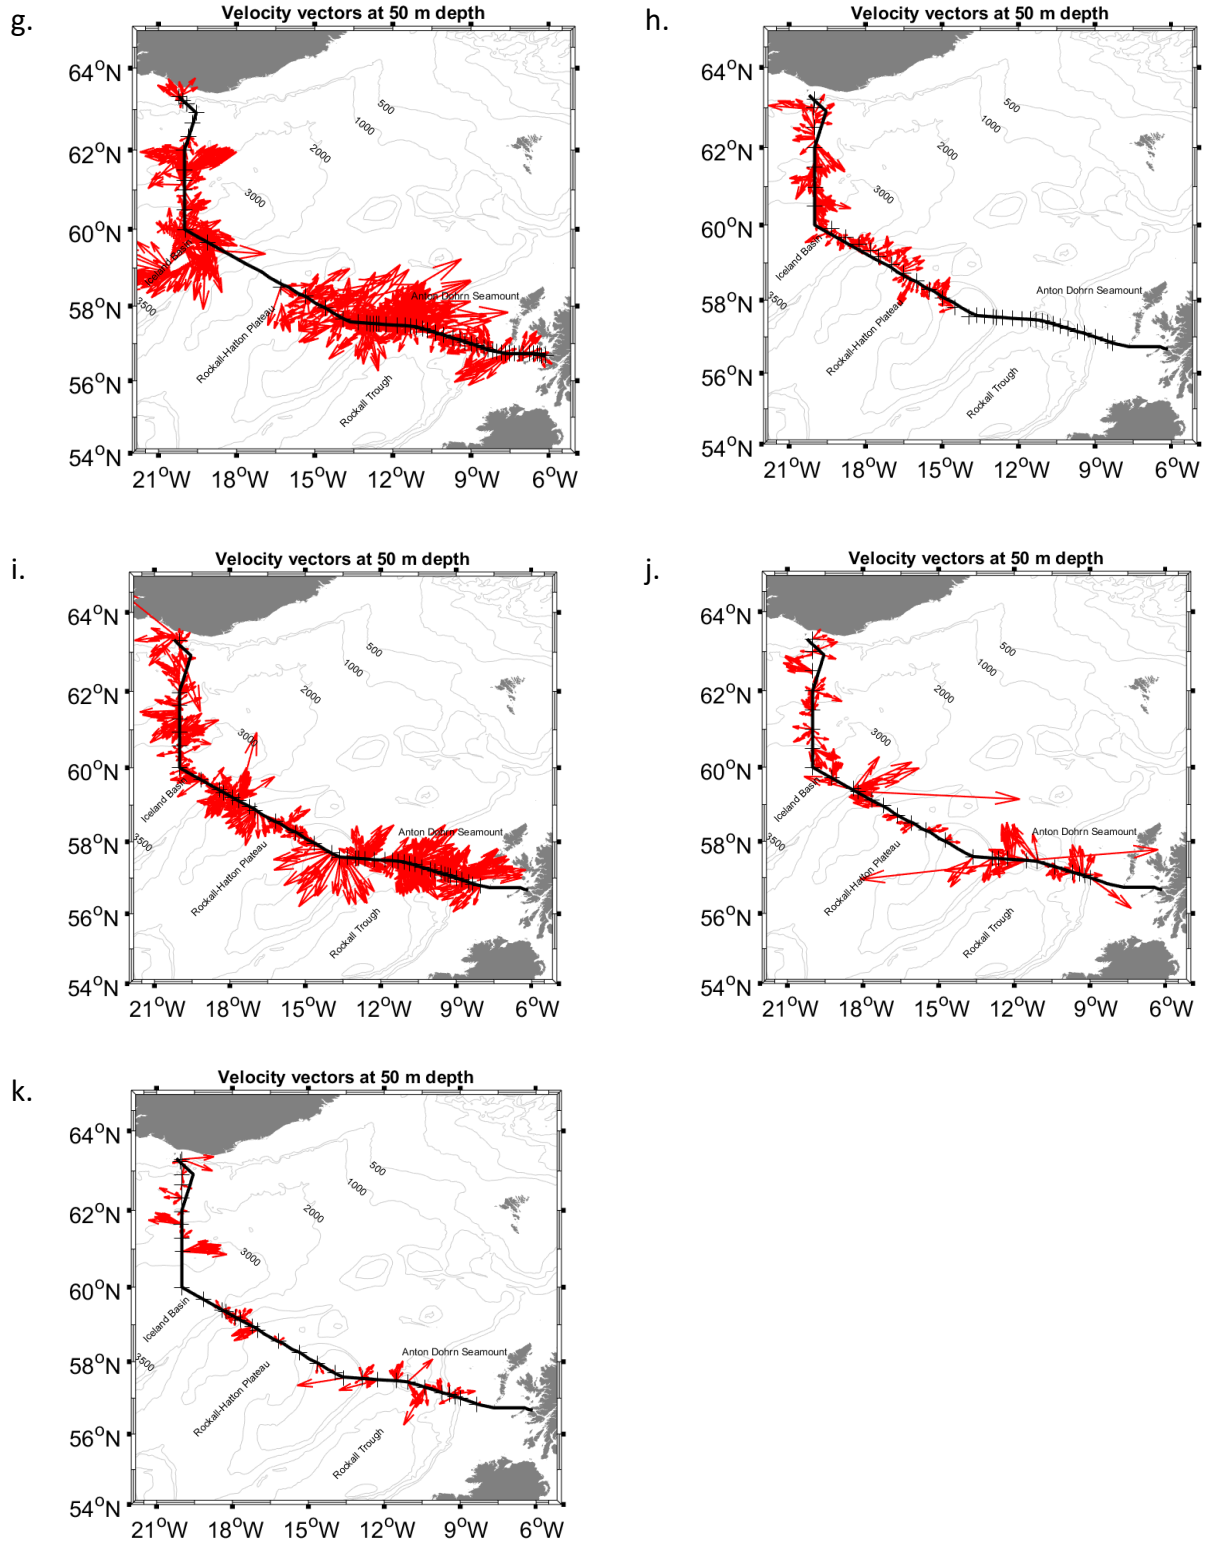 g.
Velocity vectors at 50 m depth
64°N
62°N
60°N
58°N
56°N
54°N
500
1000
2000
3000
3500
Iceland Basin
Rockall-Hatton Plateau
Anton Dohrn Seamount
Rockall Trough
21°W 18°W 15°W 12°W 9°W 6°W
h.
Velocity vectors at 50 m depth
64°N
62°N
60°N
58°N
56°N
54°N
500
1000
2000
3000
3500
Iceland Basin
Rockall-Hatton Plateau
Anton Dohrn Seamount
Rockall Trough
21°W 18°W 15°W 12°W 9°W 6°W
i.
Velocity vectors at 50 m depth
64°N
62°N
60°N
58°N
56°N
54°N
500
1000
2000
3000
3500
Iceland Basin
Rockall-Hatton Plateau
Anton Dohrn Seamount
Rockall Trough
21°W 18°W 15°W 12°W 9°W 6°W
j.
Velocity vectors at 50 m depth
64°N
62°N
60°N
58°N
56°N
54°N
500
1000
2000
3000
3500
Iceland Basin
Rockall-Hatton Plateau
Anton Dohrn Seamount
Rockall Trough
21°W 18°W 15°W 12°W 9°W 6°W
k.
Velocity vectors at 50 m depth
64°N
62°N
60°N
58°N
56°N
54°N
500
1000
2000
3000
3500
Iceland Basin
Rockall-Hatton Plateau
Anton Dohrn Seamount
Rockall Trough
21°W 18°W 15°W 12°W 9°W 6°W